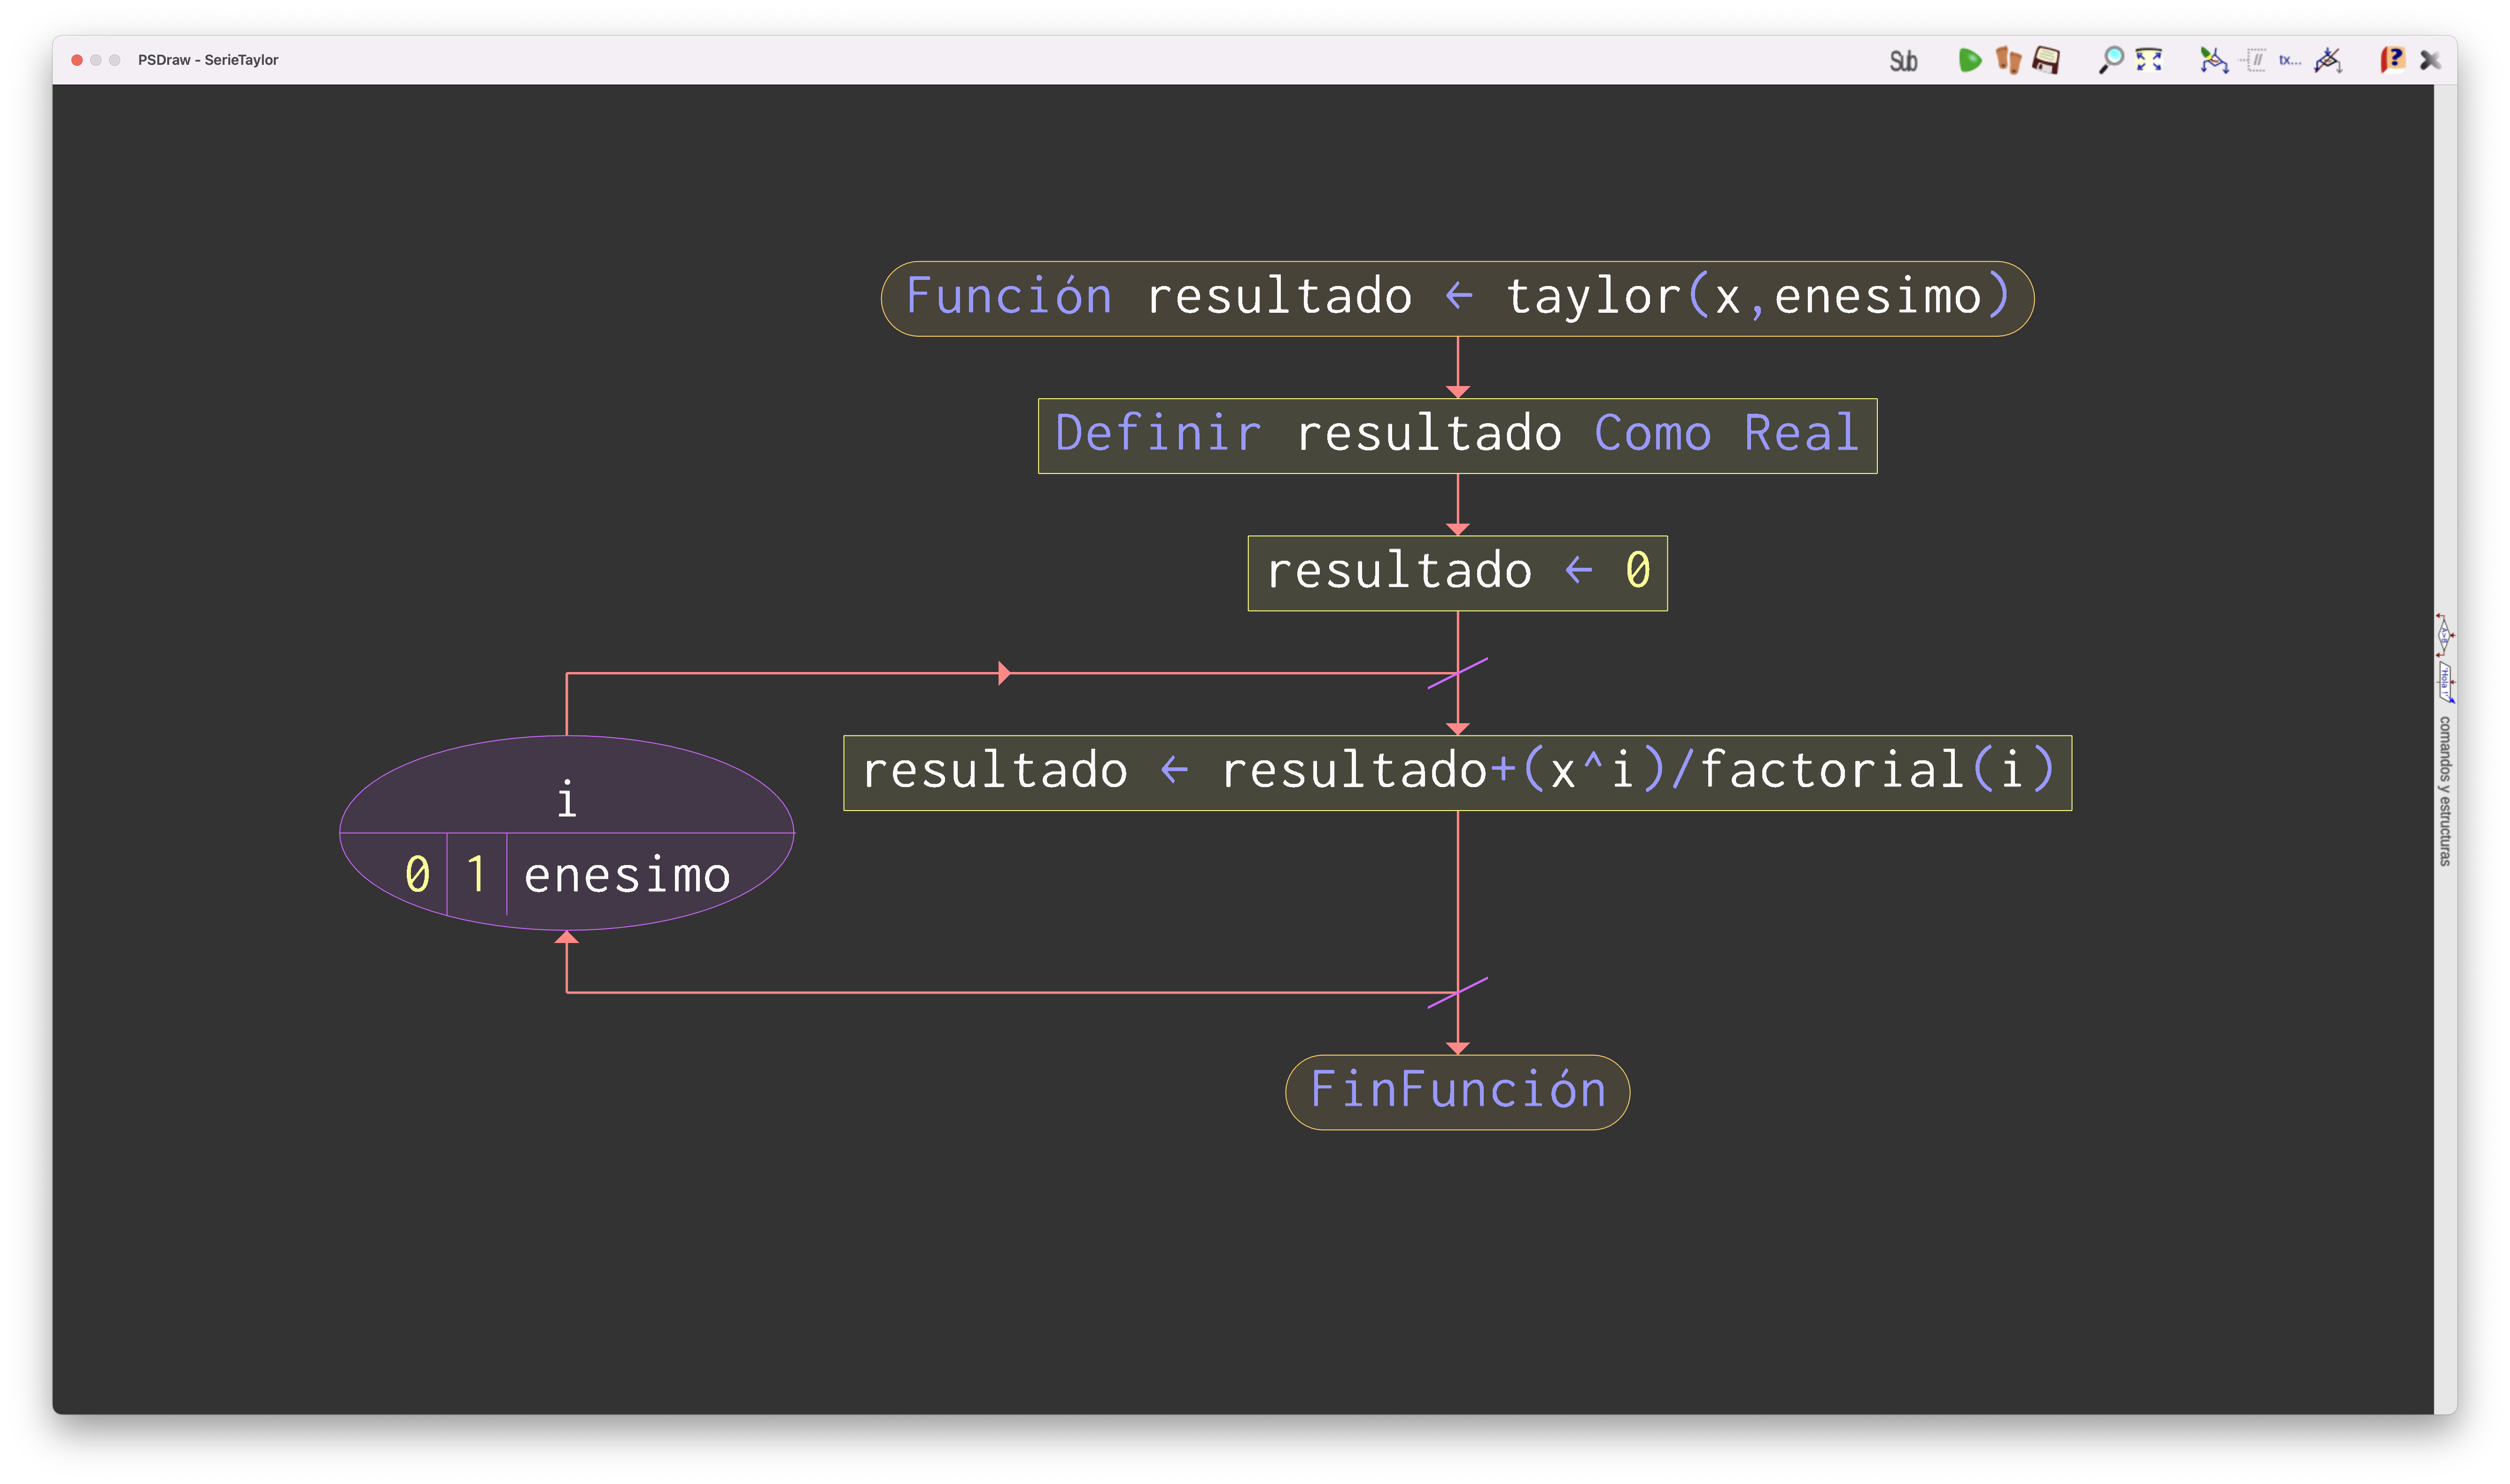 PSDraw - SerieTaylor
Sub
tx...
Función resultado ← taylor(x,enesimo)
Definir resultado Como Real
resultado ← 0
resultado ← resultado+(x^i)/factorial(i)
i
0 1 enesimo
FinFunción
A>B
'Hola !'
comandos y estructuras